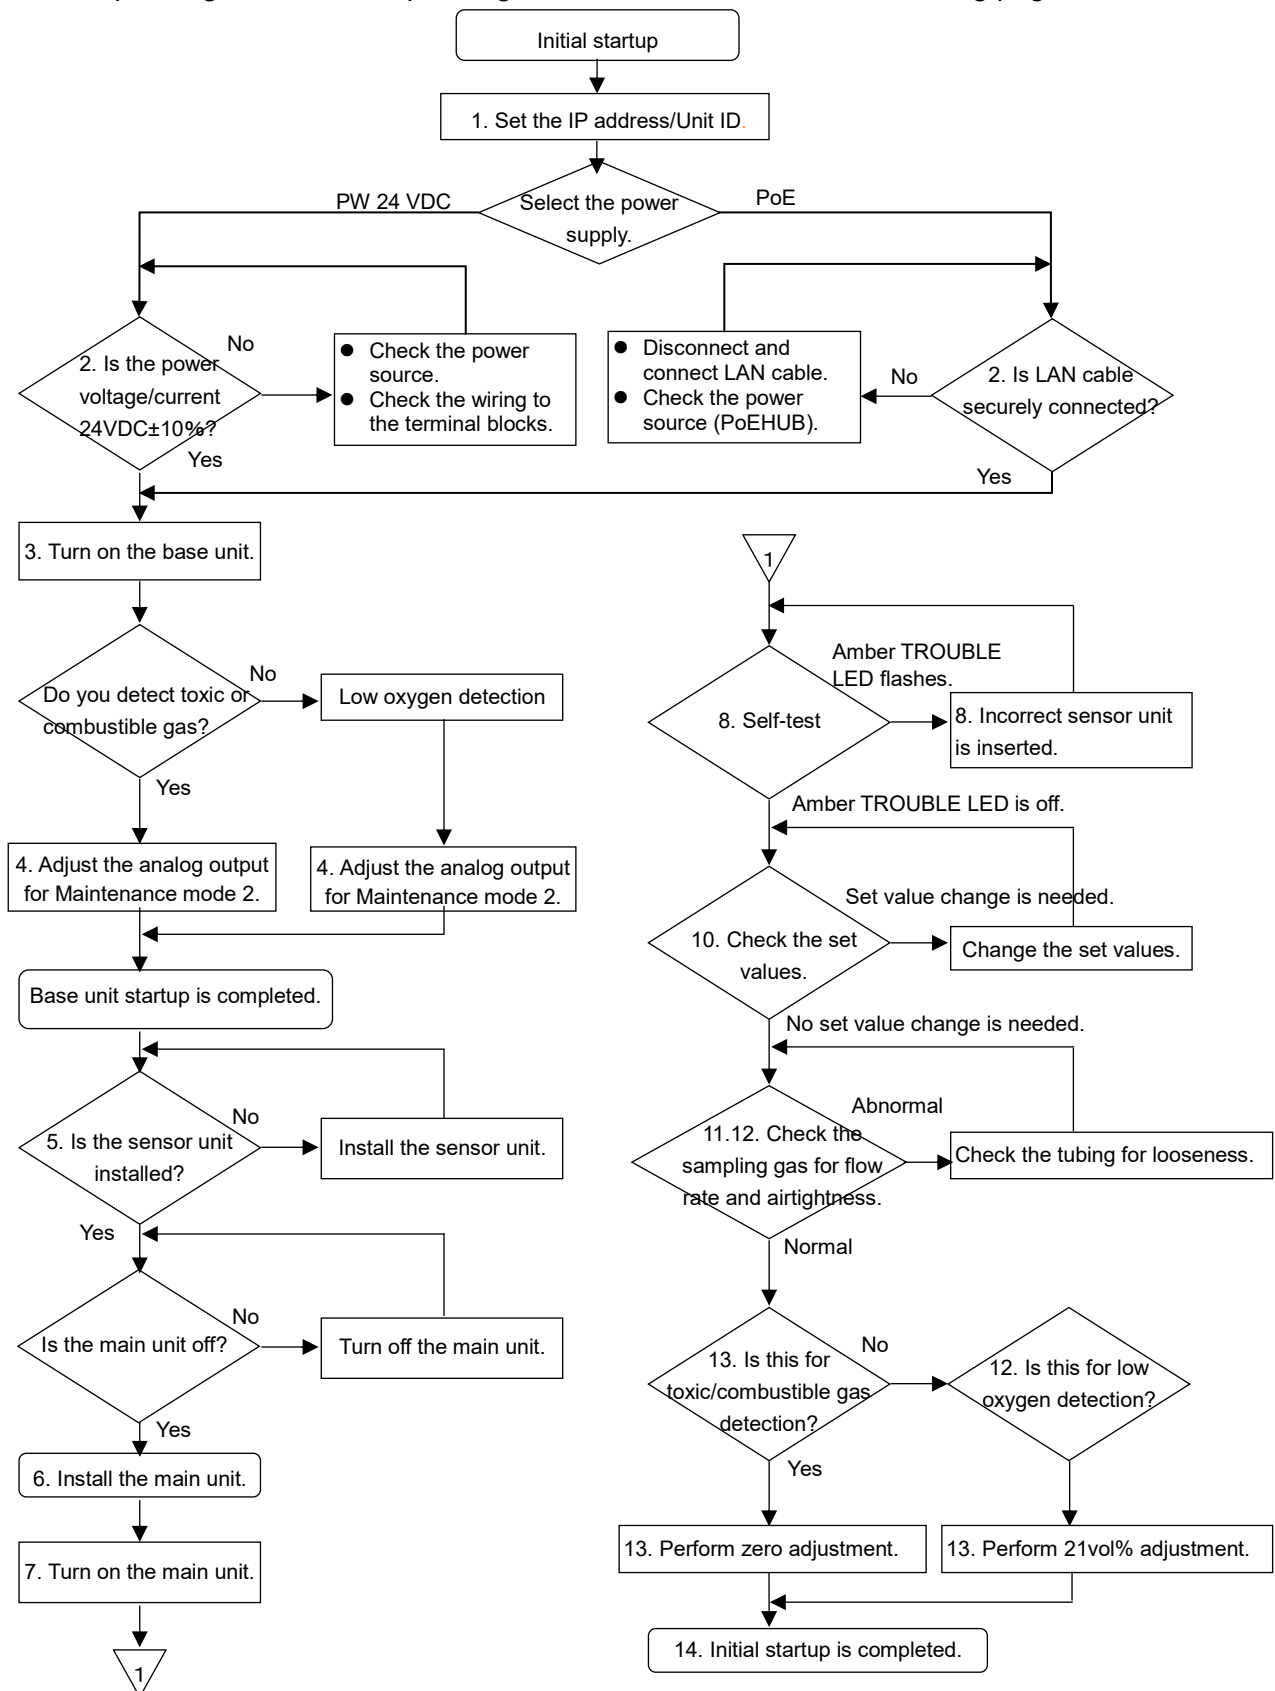 Initial startup
1. Set the IP address/Unit ID.
PW 24 VDC
Select the power
supply.
PoE
2. Is the power
voltage/current
24VDC±10%?
No
● Check the power
source.
● Check the wiring to
the terminal blocks.
Yes
● Disconnect and
connect LAN cable.
● Check the power
source (PoEHUB).
No
2. Is LAN cable
securely connected?
Yes
3. Turn on the base unit.
Do you detect toxic or
combustible gas?
No
Low oxygen detection
Yes
4. Adjust the analog output
for Maintenance mode 2.
4. Adjust the analog output
for Maintenance mode 2.
Base unit startup is completed.
5. Is the sensor unit
installed?
No
Install the sensor unit.
Yes
Is the main unit off?
No
Turn off the main unit.
Yes
6. Install the main unit.
7. Turn on the main unit.
1
1
Amber TROUBLE
LED flashes.
8. Self-test
8. Incorrect sensor unit
is inserted.
Amber TROUBLE LED is off.
Set value change is needed.
10. Check the set
values.
Change the set values.
No set value change is needed.
Abnormal
11.12. Check the
sampling gas for flow
rate and airtightness.
Check the tubing for looseness.
Normal
13. Is this for
toxic/combustible gas
detection?
No
12. Is this for low
oxygen detection?
Yes
13. Perform zero adjustment.
13. Perform 21vol% adjustment.
14. Initial startup is completed.